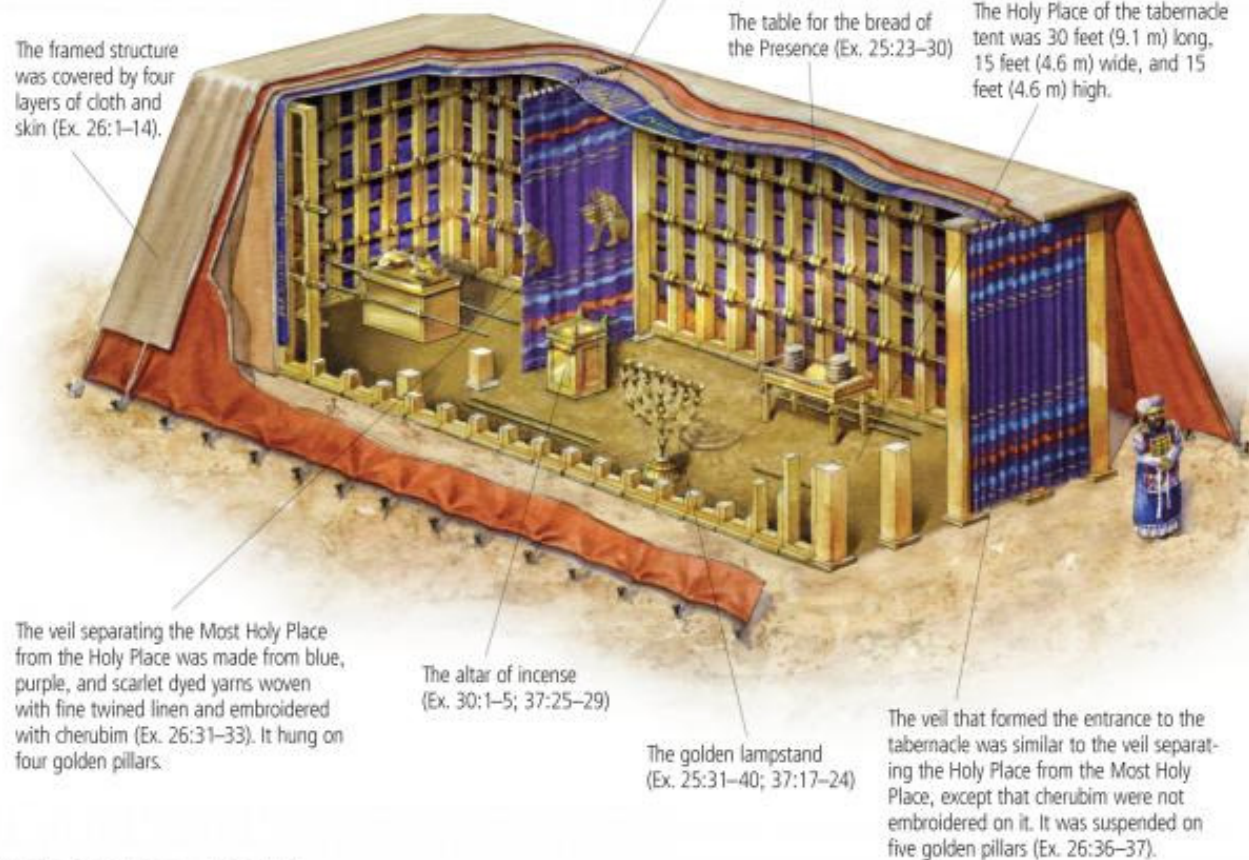 The framed structure
was covered by four
layers of cloth and
skin (Ex. 26:1–14).
The table for the bread of
the Presence (Ex. 25:23–30)
The Holy Place of the tabernacle
tent was 30 feet (9.1 m) long,
15 feet (4.6 m) wide, and 15
feet (4.6 m) high.
The veil separating the Most Holy
Place from the Holy Place was made from blue,
purple, and scarlet dyed yarns woven
with fine twined linen and embroidered
with cherubim (Ex. 26:31–33). It hung on
four golden pillars.
The altar of incense
(Ex. 30:1–5; 37:25–29)
The golden lampstand
(Ex. 25:31–40; 37:17–24)
The veil that formed the entrance to the
tabernacle was similar to the veil separat-
ing the Holy Place from the Most Holy
Place, except that cherubim were not
embroidered on it. It was suspended on
five golden pillars (Ex. 26:36–37).